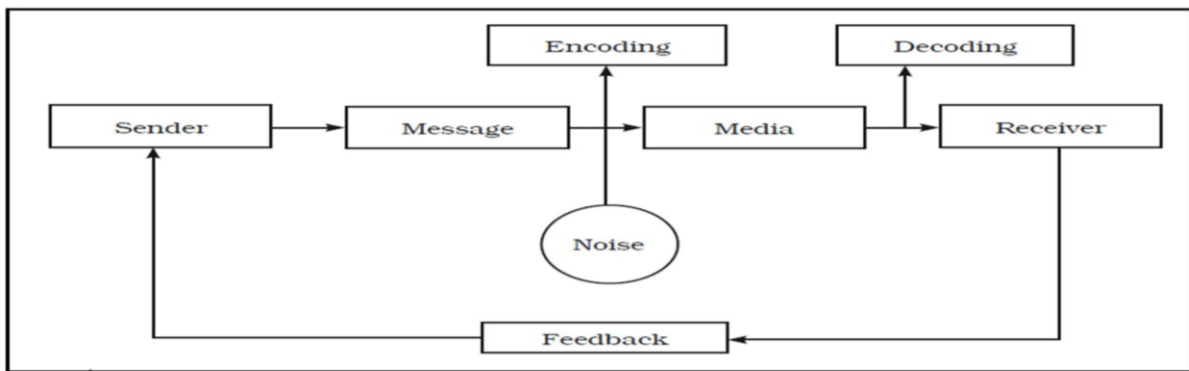 Encoding
Decoding
Sender
Message
Media
Receiver
Noise
Feedback